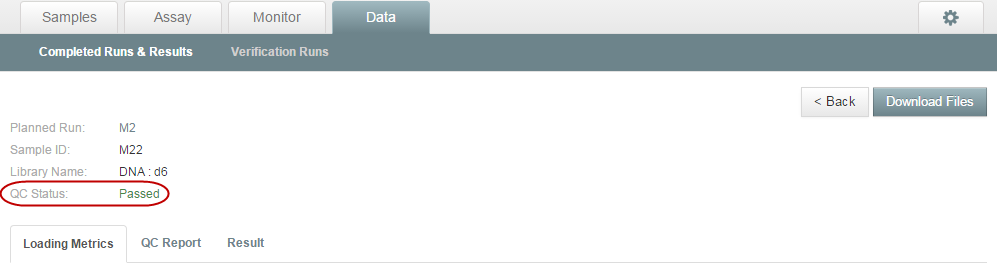 Samples Assay Monitor Data
Completed Runs & Results Verification Runs
< Back Download Files
Planned Run: M2
Sample ID: M22
Library Name: DNA : d6
QC Status: Passed
Loading Metrics QC Report Result